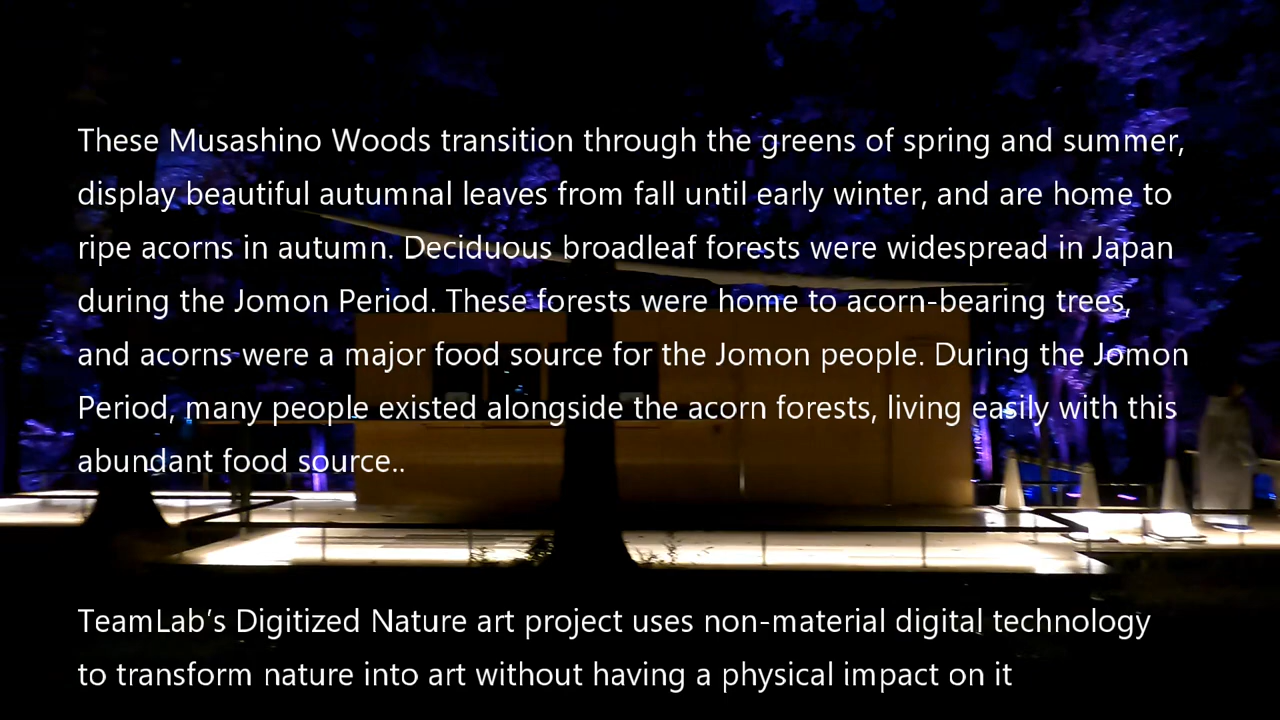 These Musashino Woods transition through the greens of spring and summer,
display beautiful autumnal leaves from fall until early winter, and are home to
ripe acorns in autumn. Deciduous broadleaf forests were widespread in Japan
during the Jomon Period. These forests were home to acorn-bearing trees,
and acorns were a major food source for the Jomon people. During the Jomon
Period, many people existed alongside the acorn forests, living easily with this
abundant food source..
TeamLab’s Digitized Nature art project uses non-material digital technology
to transform nature into art without having a physical impact on it